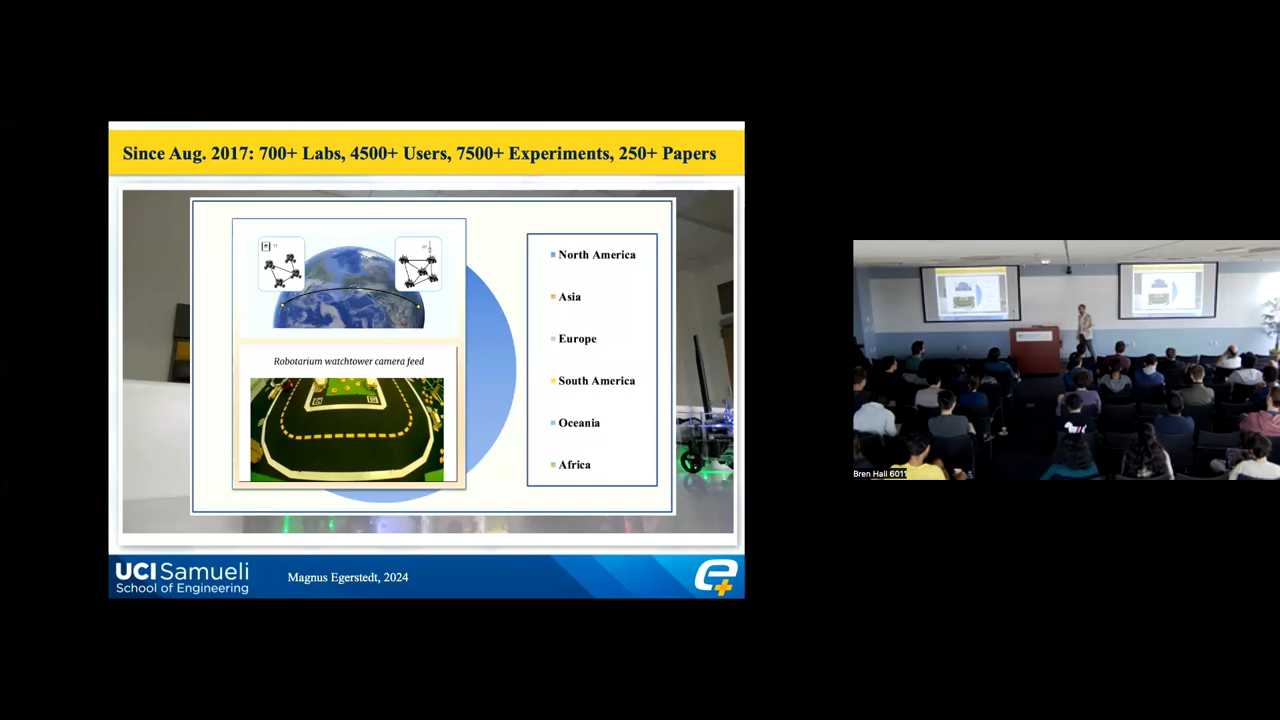 Since Aug. 2017: 700+ Labs, 4500+ Users, 7500+ Experiments, 250+ Papers
Robotarium watchtower camera feed
North America
Asia
Europe
South America
Oceania
Africa
UCI Samueli
School of Engineering
Magnus Egerstedt, 2024
Bren Hall 6011